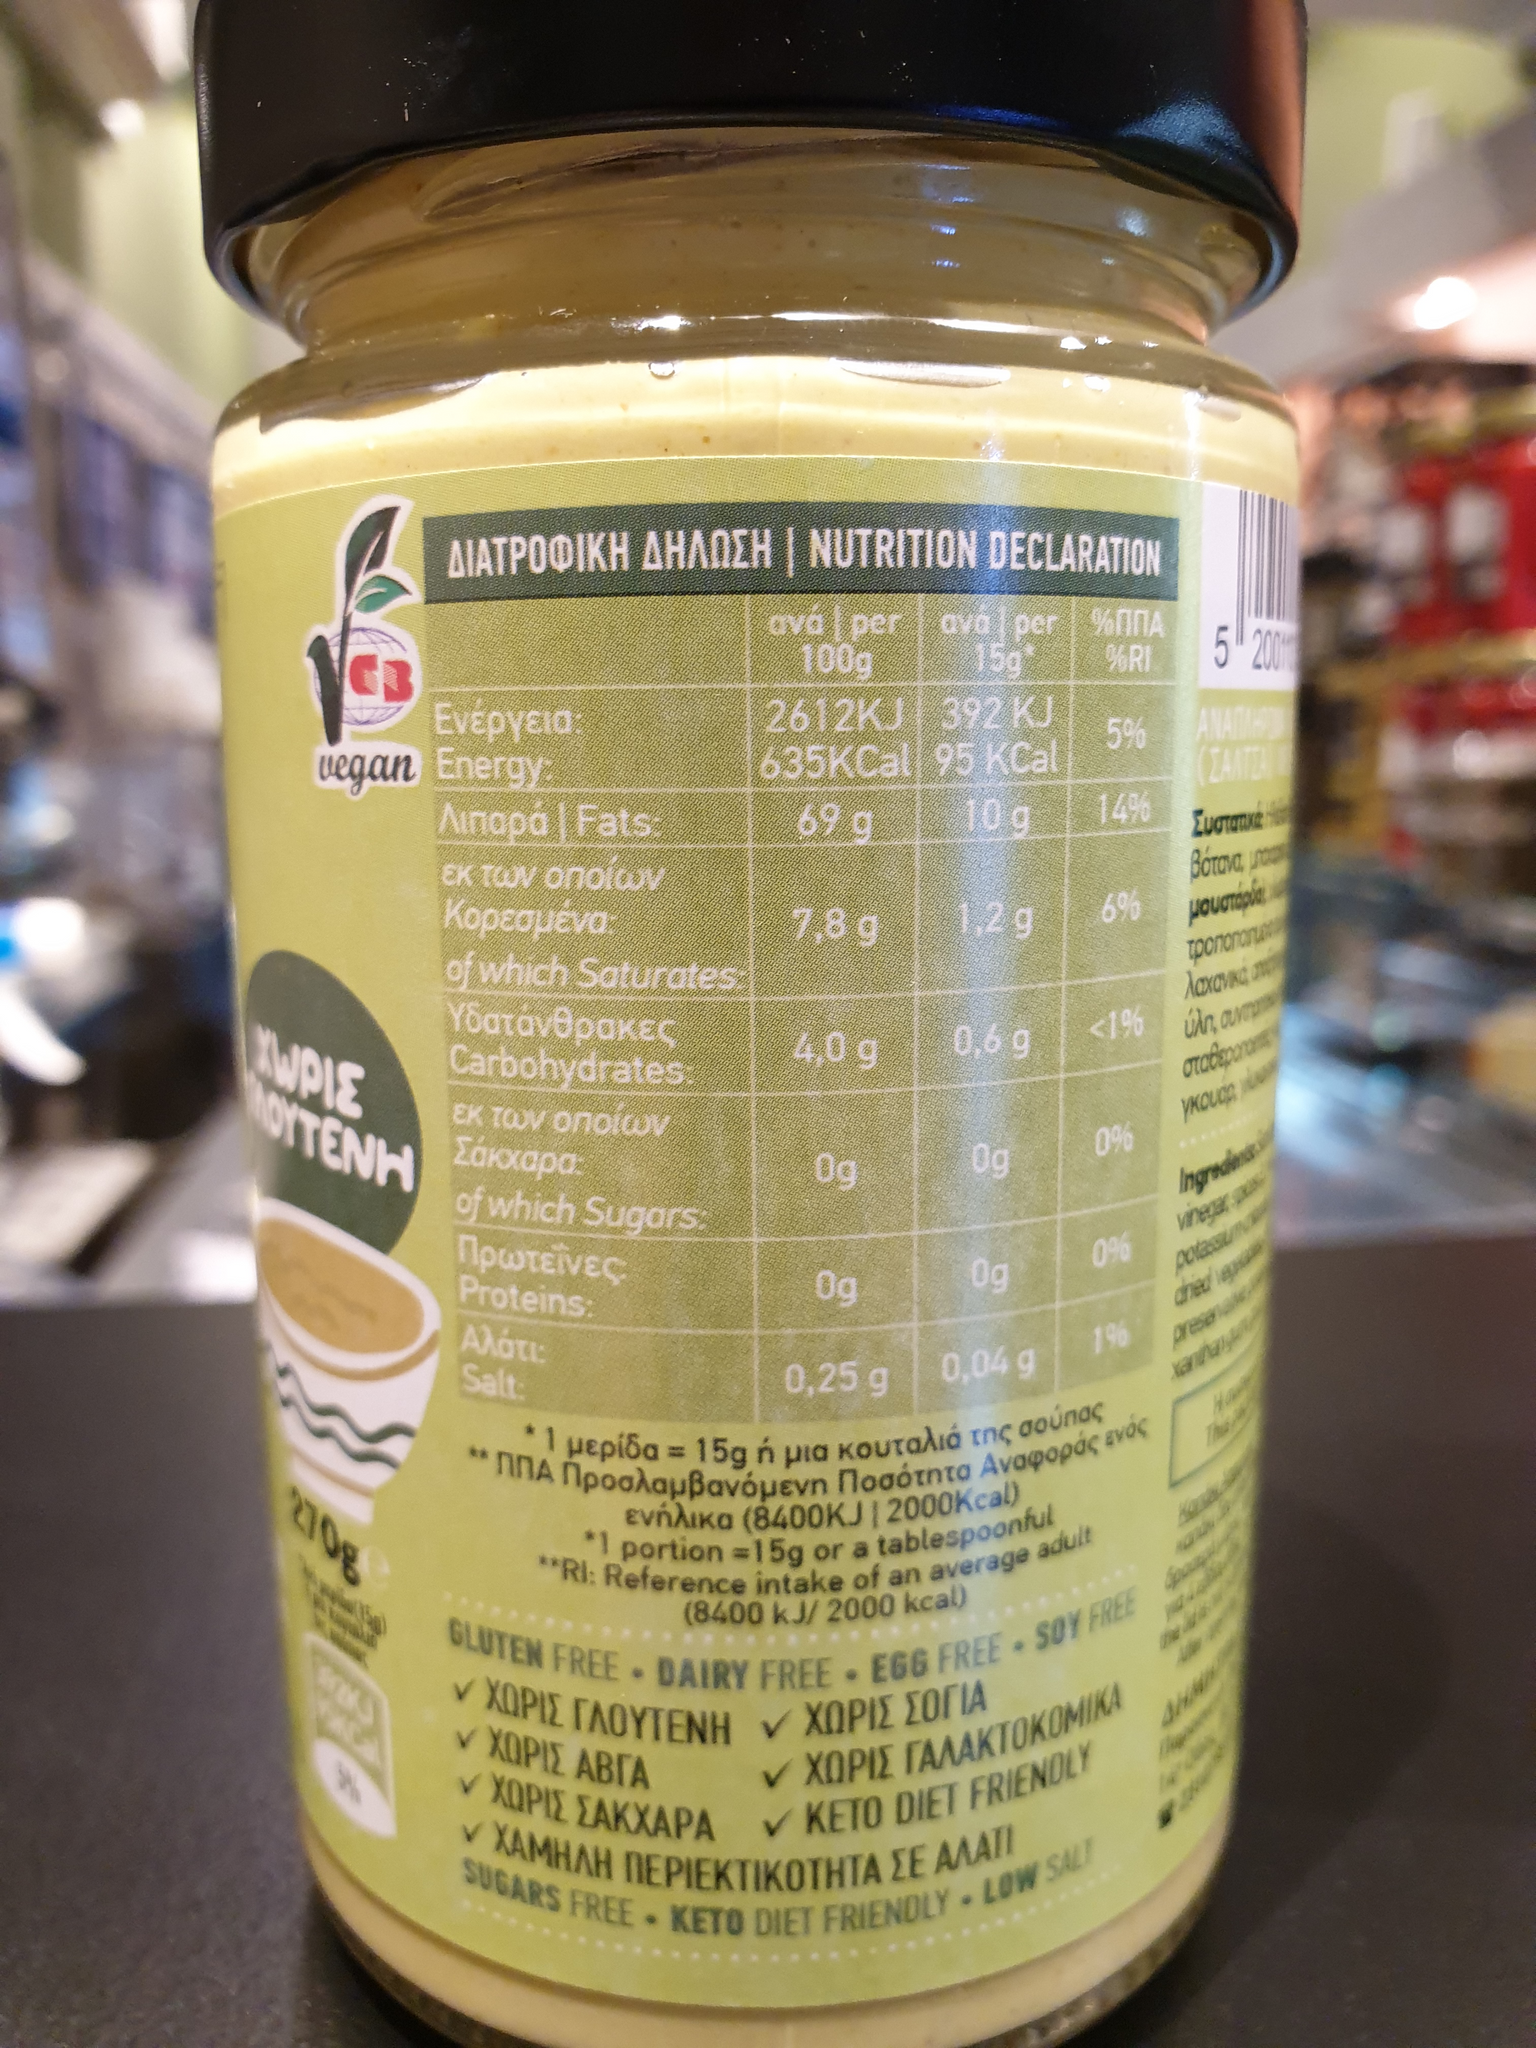 ΔΙΑΤΡΟΦΙΚΗ ΔΗΛΩΣΗ | NUTRITION DECLARATION
ανά | per 100g ανά | per 15g* %ΠΠΑ %RI
Ενέργεια: 2612KJ 392 KJ 5%
Energy: 635KCal 95 KCal
Λιπαρά | Fats: 69 g 10 g 14%
εκ των οποίων
Κορεσμένα: 7,8 g 1,2 g 6%
of which Saturates:
Υδατάνθρακες
Carbohydrates: 4,0 g 0,6 g <1%
εκ των οποίων
Σάκχαρα: 0g 0g 0%
of which Sugars:
Πρωτεΐνες:
Proteins: 0g 0g 0%
Αλάτι:
Salt: 0,25 g 0,04 g 1%
* 1 μερίδα = 15g ή μια κουταλιά της σούπας
** ΠΠΑ Προσλαμβανόμενη Ποσότητα Αναφοράς ενός
ενήλικα (8400KJ | 2000Kcal)
*1 portion =15g or a tablespoonful
**RI: Reference intake of an average adult
(8400 kJ/ 2000 kcal)
GLUTEN FREE • DAIRY FREE • EGG FREE • SOY FREE
✓ ΧΩΡΙΣ ΓΛΟΥΤΕΝΗ ✓ ΧΩΡΙΣ ΣΟΓΙΑ
✓ ΧΩΡΙΣ ΑΒΓΑ ✓ ΧΩΡΙΣ ΓΑΛΑΚΤΟΚΟΜΙΚΑ
✓ ΧΩΡΙΣ ΣΑΚΧΑΡΑ ✓ KETO DIET FRIENDLY
✓ ΧΑΜΗΛΗ ΠΕΡΙΕΚΤΙΚΟΤΗΤΑ ΣΕ ΑΛΑΤΙ
SUGARS FREE • KETO DIET FRIENDLY • LOW SALT
vegan
ΧΩΡΙΣ
ΓΛΟΥΤΕΝΗ
270g e
5%
5 2001
Συστατικά:
βότανα,
μουστάρδα,
λαχανικά,
ύλη,
γκουάρ,
Ingredients:
vinegar,
potassium
dried